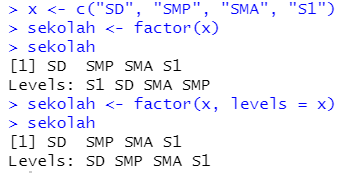 > x <- c("SD", "SMP", "SMA", "S1")
> sekolah <- factor(x)
> sekolah
[1] SD  SMP SMA S1
Levels: S1 SD SMA SMP
> sekolah <- factor(x, levels = x)
> sekolah
[1] SD  SMP SMA S1
Levels: SD SMP SMA S1